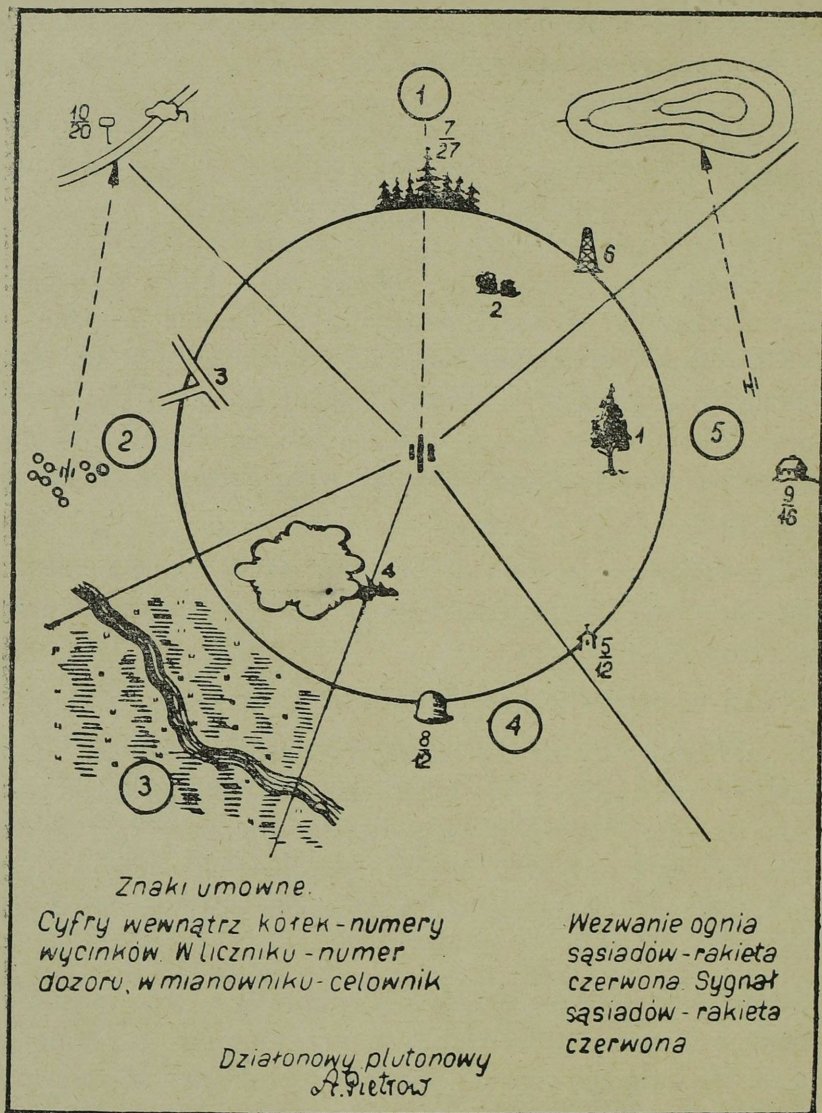 1
10
20
7
27
6
2
3
1
2
5
9
16
4
5
12
8
12
4
3
Znaki umowne.
Cyfry wewnątrz kółek - numery
wycinków. W liczniku - numer
dozoru, w mianowniku - celownik
Wezwanie ognia
sąsiadów - rakieta
czerwona. Sygnał
sąsiadów - rakieta
czerwona
Działonowy plutonowy
A. Pietrow